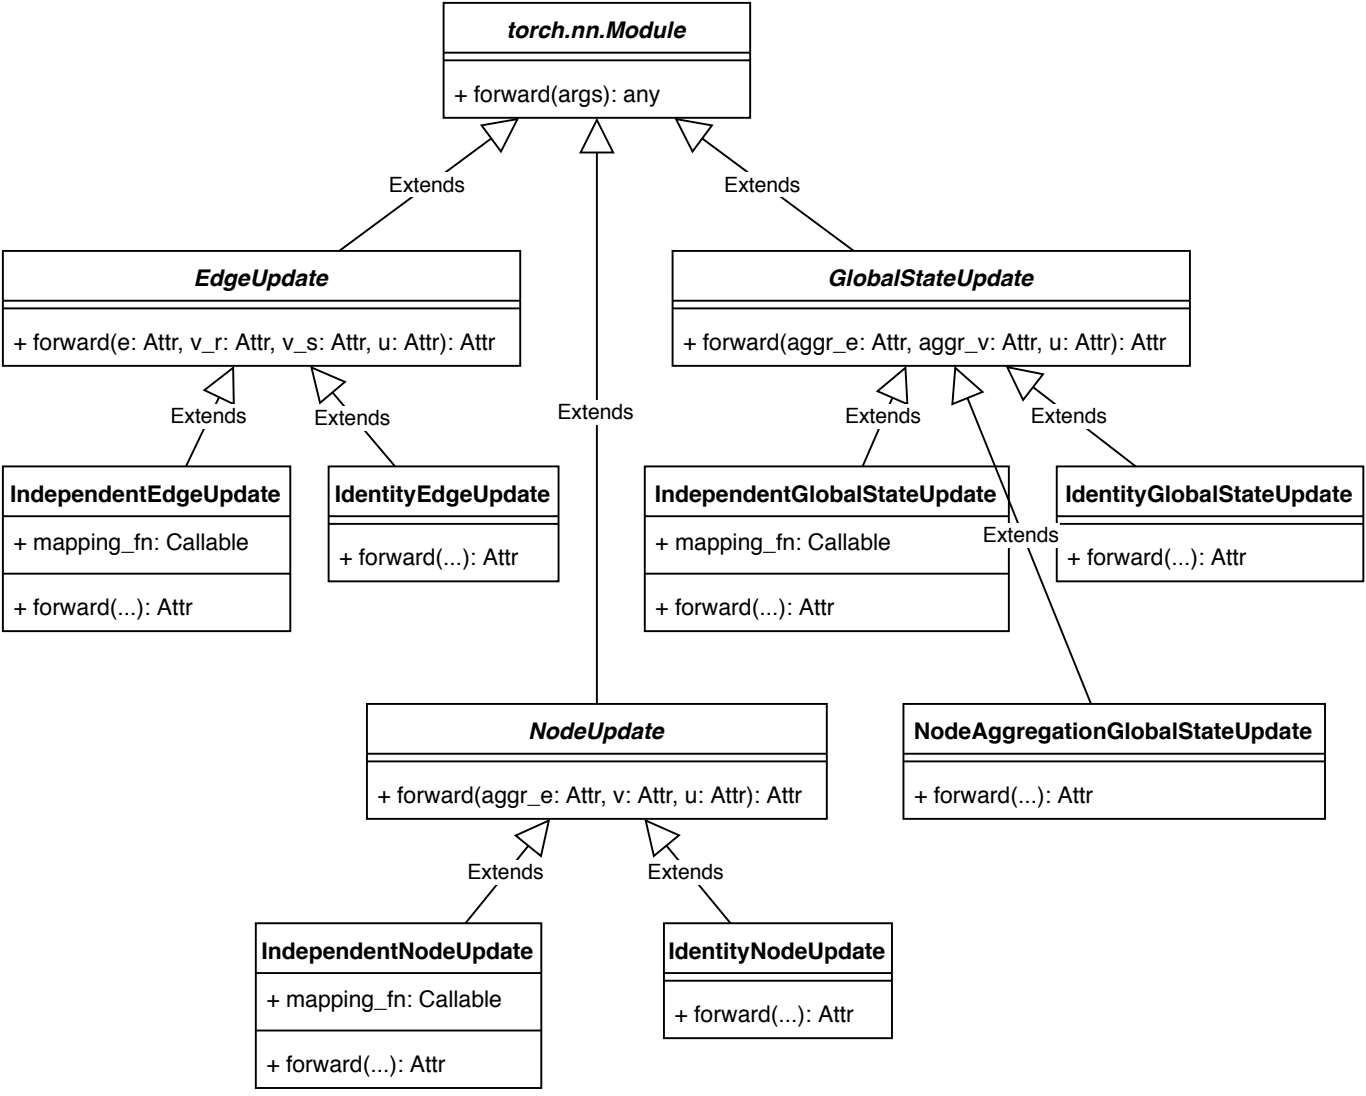 torch.nn.Module
+ forward(args): any
Extends
Extends
EdgeUpdate
+ forward(e: Attr, v_r: Attr, v_s: Attr, u: Attr): Attr
GlobalStateUpdate
+ forward(aggr_e: Attr, aggr_v: Attr, u: Attr): Attr
Extends
Extends
Extends
Extends
Extends
IndependentEdgeUpdate
+ mapping_fn: Callable
+ forward(...): Attr
IdentityEdgeUpdate
+ forward(...): Attr
IndependentGlobalStateUpdate
+ mapping_fn: Callable
+ forward(...): Attr
Extends
IdentityGlobalStateUpdate
+ forward(...): Attr
NodeUpdate
+ forward(aggr_e: Attr, v: Attr, u: Attr): Attr
NodeAggregationGlobalStateUpdate
+ forward(...): Attr
Extends
Extends
IndependentNodeUpdate
+ mapping_fn: Callable
+ forward(...): Attr
IdentityNodeUpdate
+ forward(...): Attr